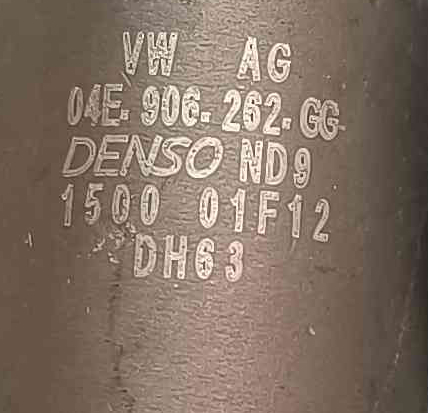 VW AG
04E.906.262.GG
DENSO ND9
1500 01F12
DH63